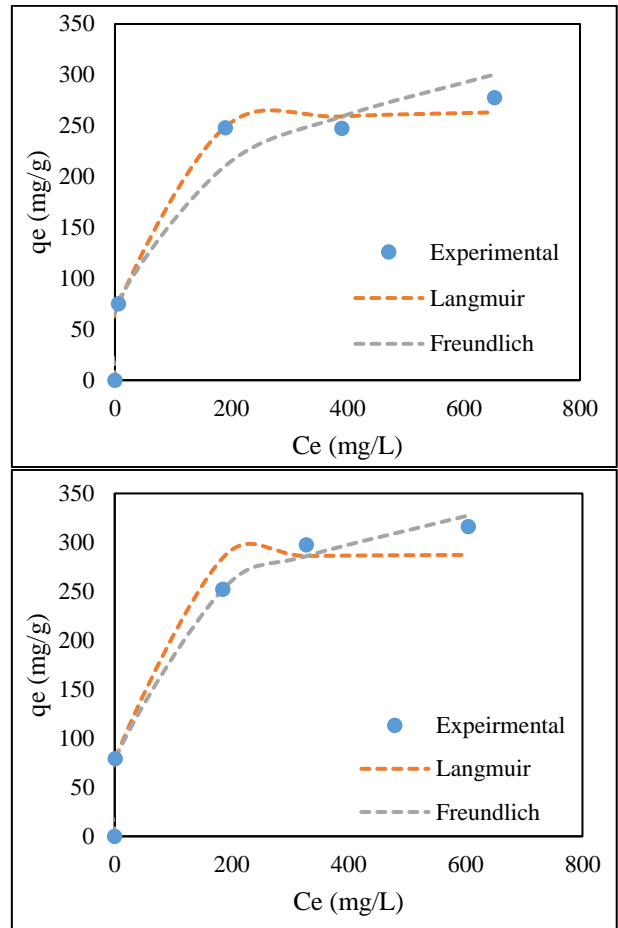 350
300
250
200
150
100
50
0
qe (mg/g)
Experimental
Langmuir
Freundlich
0 200 400 600 800
Ce (mg/L)
350
300
250
200
150
100
50
0
qe (mg/g)
Expeirmental
Langmuir
Freundlich
0 200 400 600 800
Ce (mg/L)